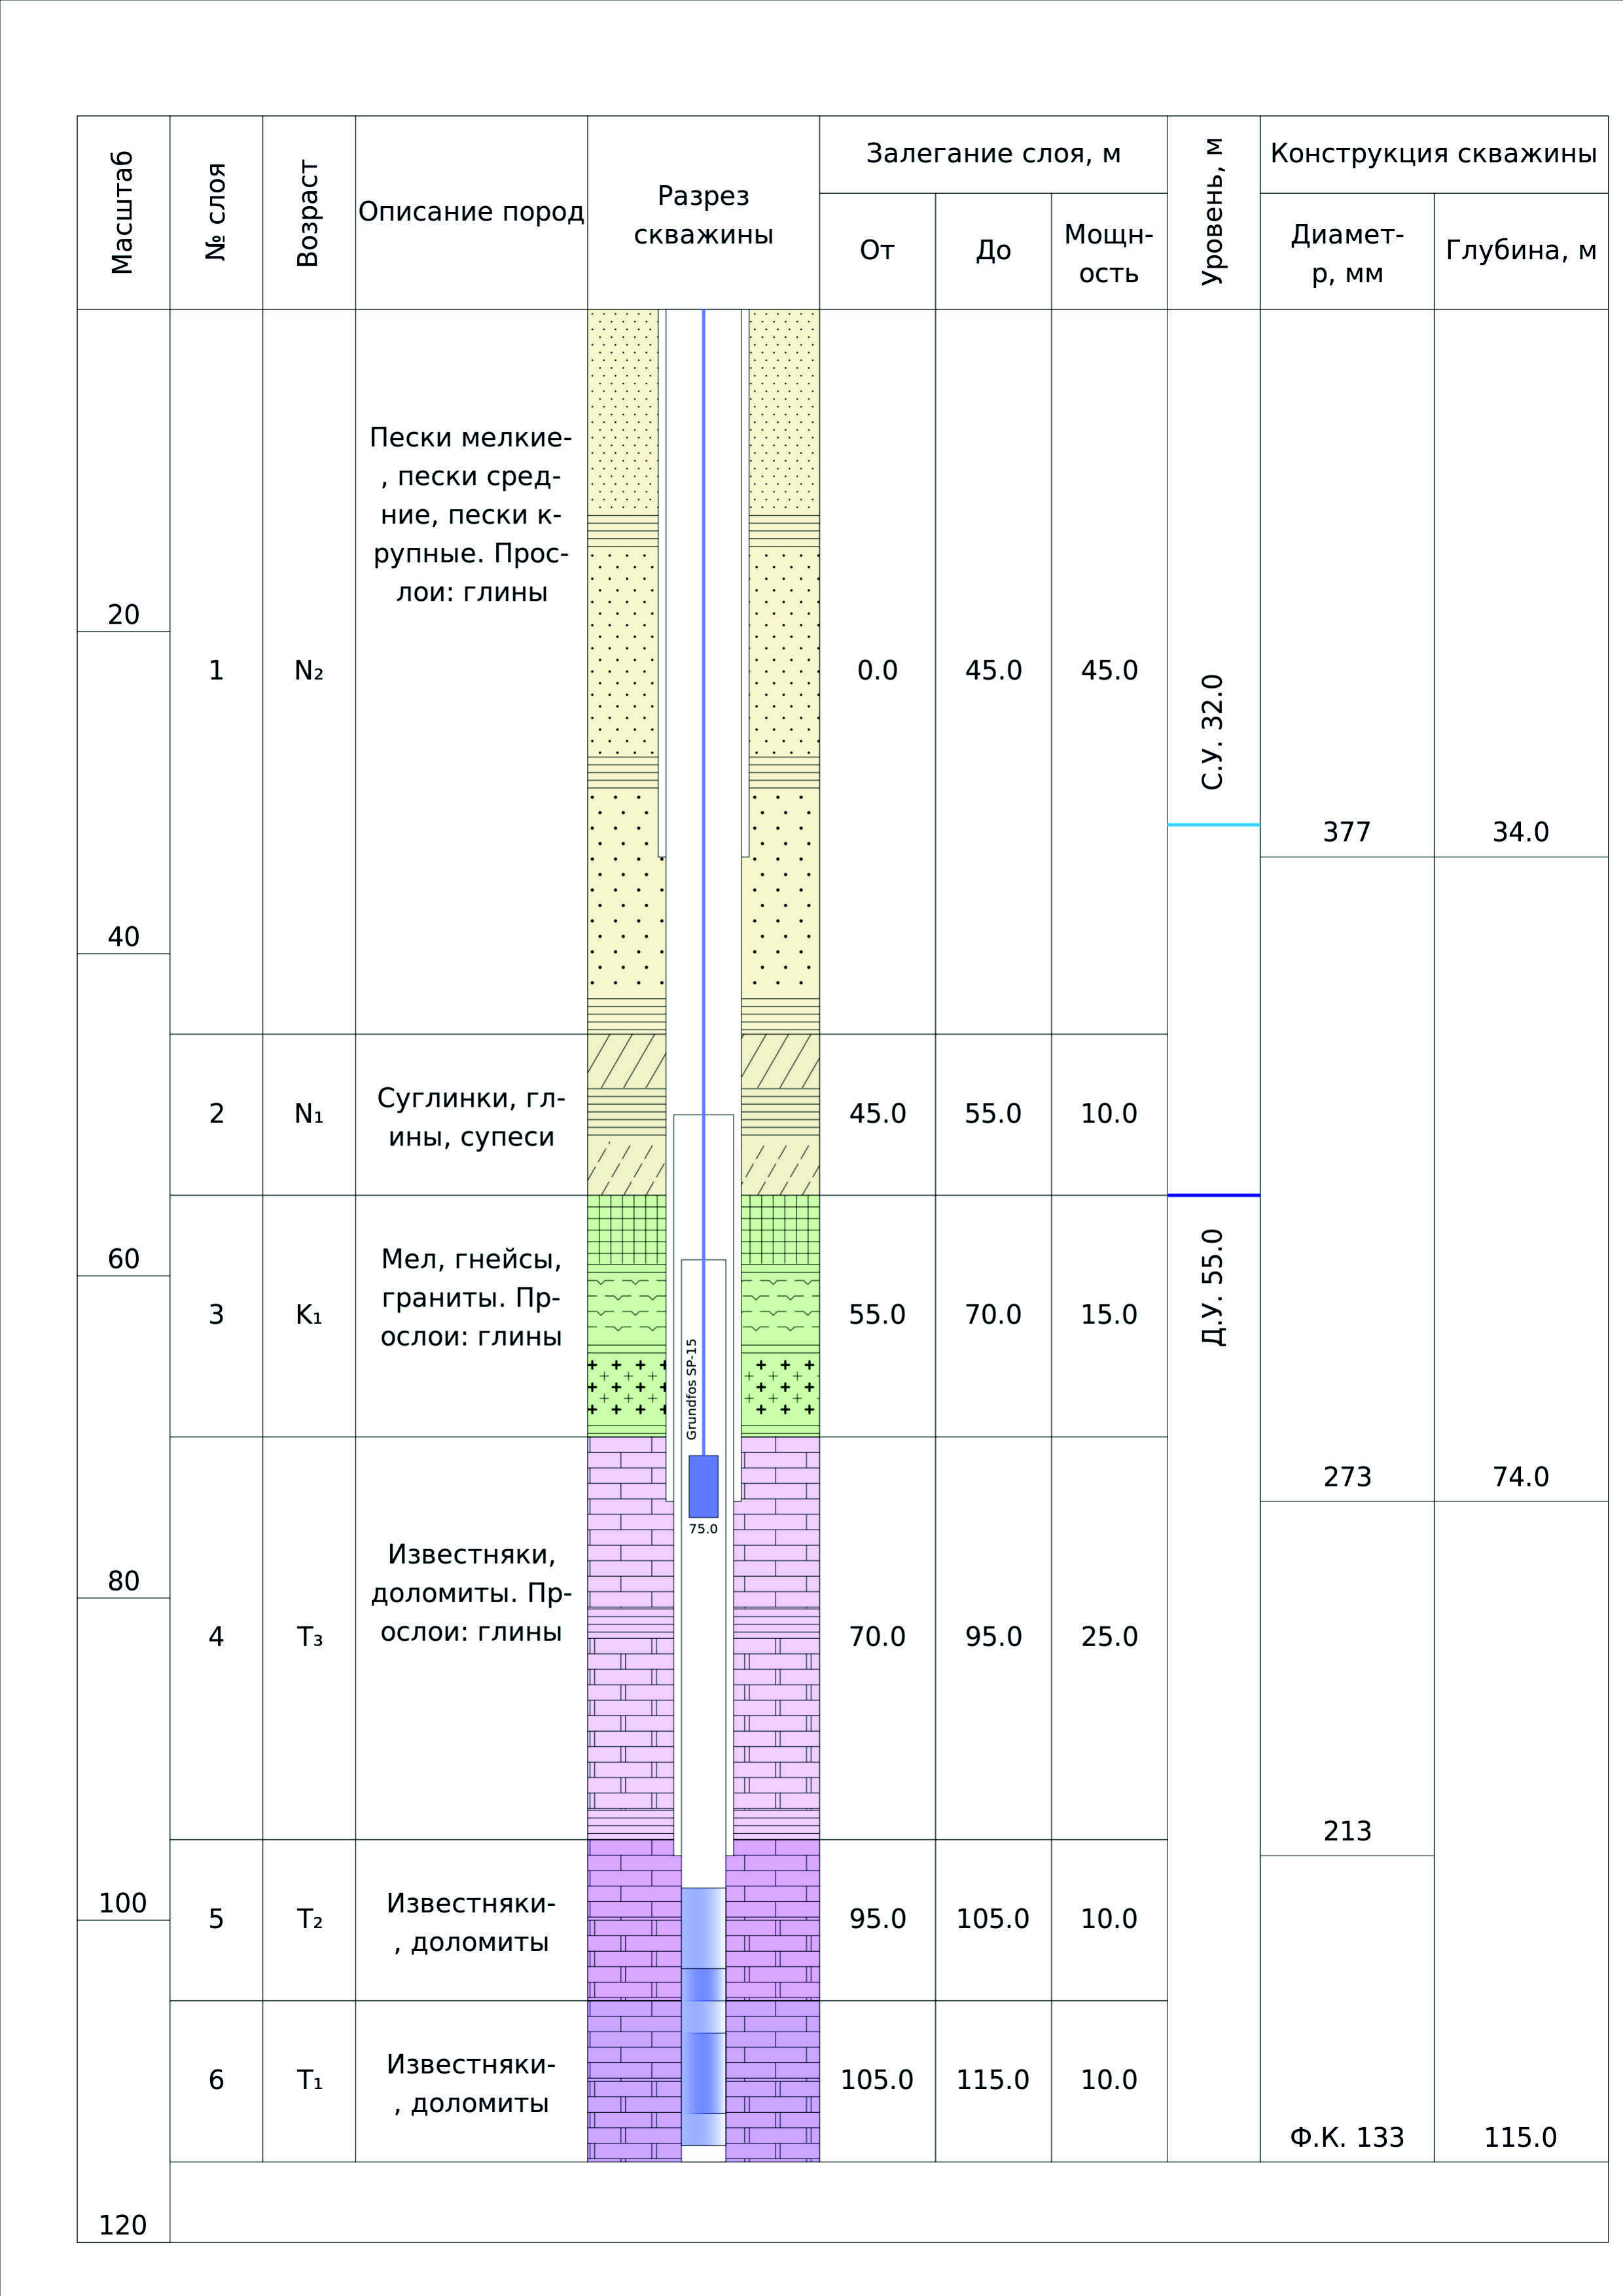 Масштаб
№ слоя
Возраст
Описание пород
Разрез
скважины
Залегание слоя, м
От
До
Мощн-
ость
Уровень, м
Конструкция скважины
Диамет-
р, мм
Глубина, м
20
40
60
80
100
120
1
N₂
Пески мелкие-
, пески сред-
ние, пески к-
рупные. Прос-
лои: глины
0.0
45.0
45.0
2
N₁
Суглинки, гл-
ины, супеси
45.0
55.0
10.0
3
K₁
Мел, гнейсы,
граниты. Пр-
ослои: глины
55.0
70.0
15.0
4
T₃
Известняки,
доломиты. Пр-
ослои: глины
70.0
95.0
25.0
5
T₂
Известняки-
, доломиты
95.0
105.0
10.0
6
T₁
Известняки-
, доломиты
105.0
115.0
10.0
Grundfos SP-15
75.0
С.У. 32.0
Д.У. 55.0
377
34.0
273
74.0
213
Ф.К. 133
115.0